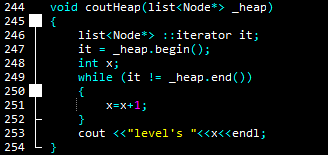 244 void coutHeap(list<Node*> _heap)
245 {
246 list<Node*> ::iterator it;
247 it = _heap.begin();
248 int x;
249 while (it != _heap.end())
250 {
251 x=x+1;
252 }
253 cout <<"level's "<<x<<endl;
254 }